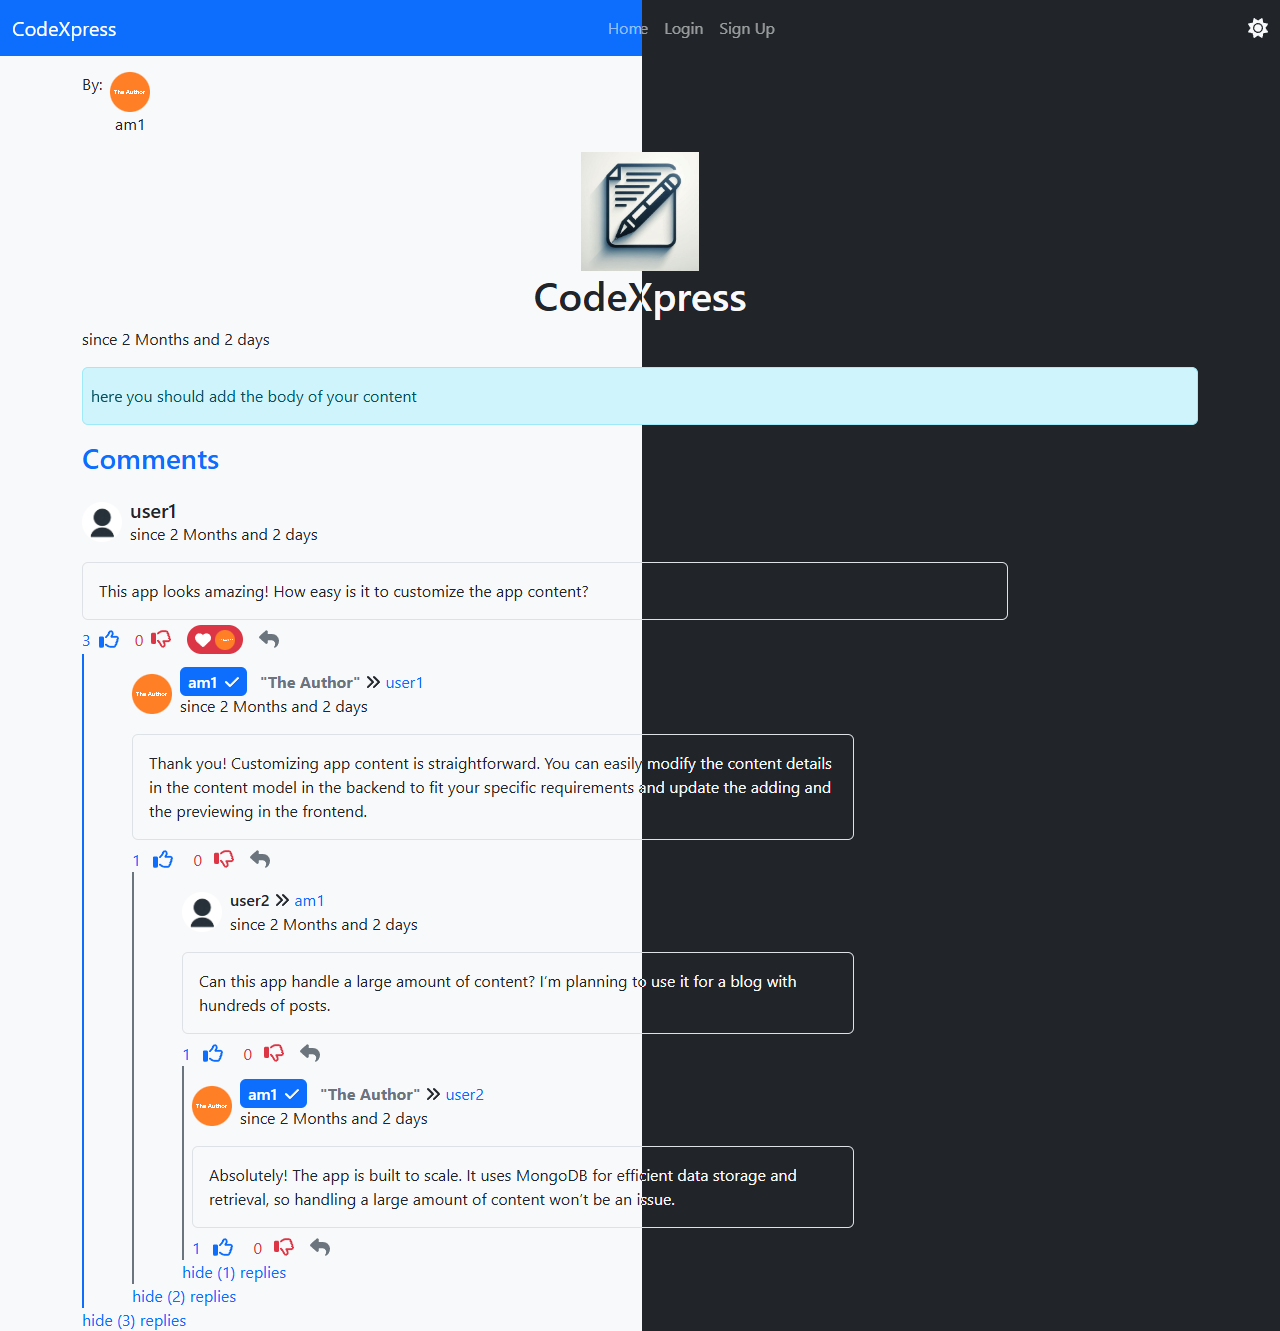 CodeXpress
Home Login Sign Up
By: The Author
am1
CodeXpress
since 2 Months and 2 days
here you should add the body of your content
Comments
user1
since 2 Months and 2 days
This app looks amazing! How easy is it to customize the app content?
3 0
The Author am1 "The Author" user1
since 2 Months and 2 days
Thank you! Customizing app content is straightforward. You can easily modify the content details
in the content model in the backend to fit your specific requirements and update the adding and
the previewing in the frontend.
1 0
user2 am1
since 2 Months and 2 days
Can this app handle a large amount of content? I’m planning to use it for a blog with
hundreds of posts.
1 0
The Author am1 "The Author" user2
since 2 Months and 2 days
Absolutely! The app is built to scale. It uses MongoDB for efficient data storage and
retrieval, so handling a large amount of content won’t be an issue.
1 0
hide (1) replies
hide (2) replies
hide (3) replies